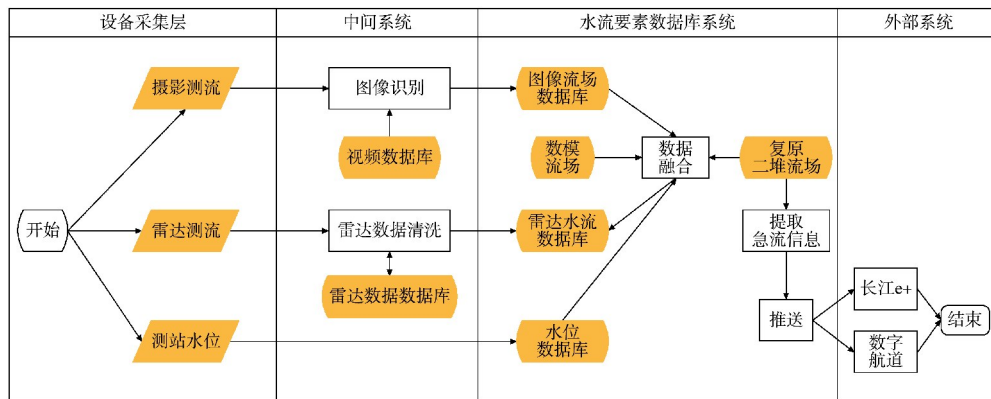 设备采集层
中间系统
水流要素数据库系统
外部系统
摄影测流
图像识别
图像流场
数据库
视频数据库
数模
流场
数据
融合
复原
二堆流场
开始
雷达测流
雷达数据清洗
雷达水流
数据库
提取
急流信息
雷达数据数据库
长江e+
推送
结束
测站水位
水位
数据库
数字
航道